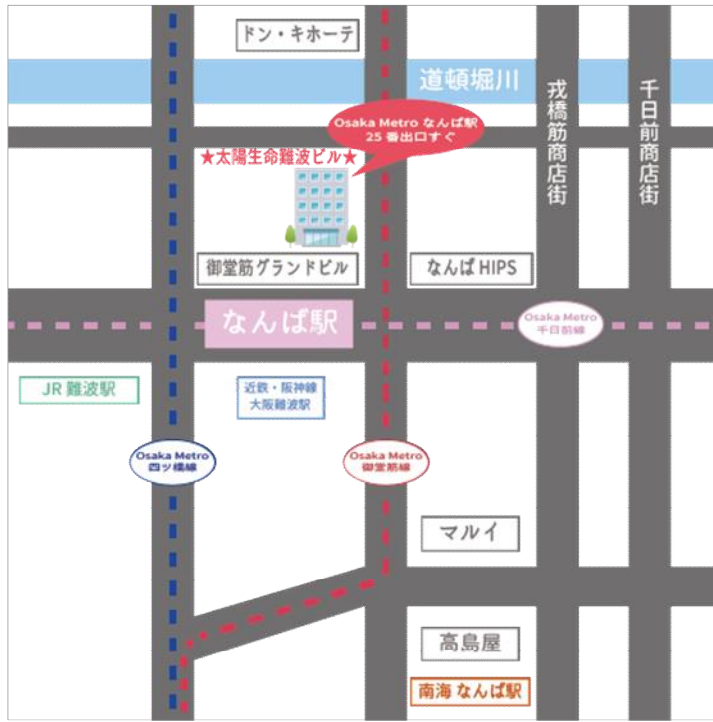 ドン・キホーテ
道頓堀川
戎橋筋商店街
千日前商店街
Osaka Metro なんば駅
25 番出口すぐ
★太陽生命難波ビル★
御堂筋グランドビル
なんば HIPS
なんば駅
Osaka Metro
千日前線
JR 難波駅
近鉄・阪神線
大阪難波駅
Osaka Metro
四ツ橋線
Osaka Metro
御堂筋線
マルイ
高島屋
南海 なんば駅